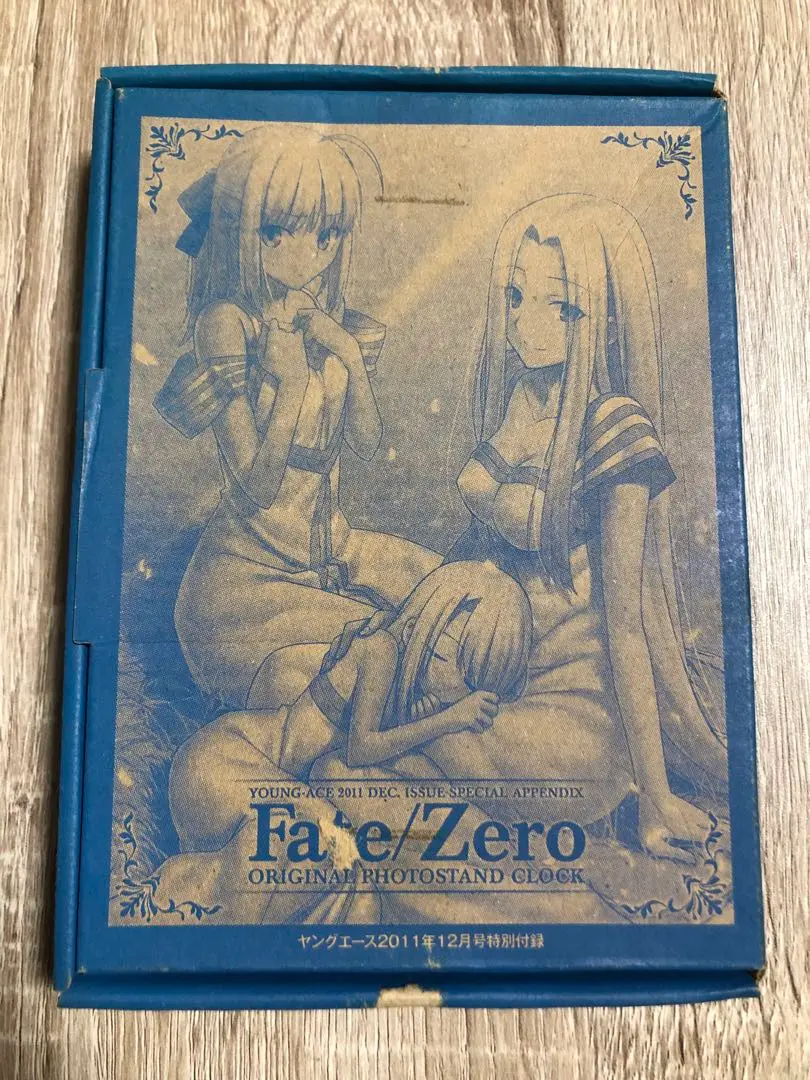 YOUNG-ACE 2011 DEC. ISSUE SPECIAL APPENDIX
Fate/Zero
ORIGINAL PHOTOSTAND CLOCK
ヤングエース2011年12月号特別付録